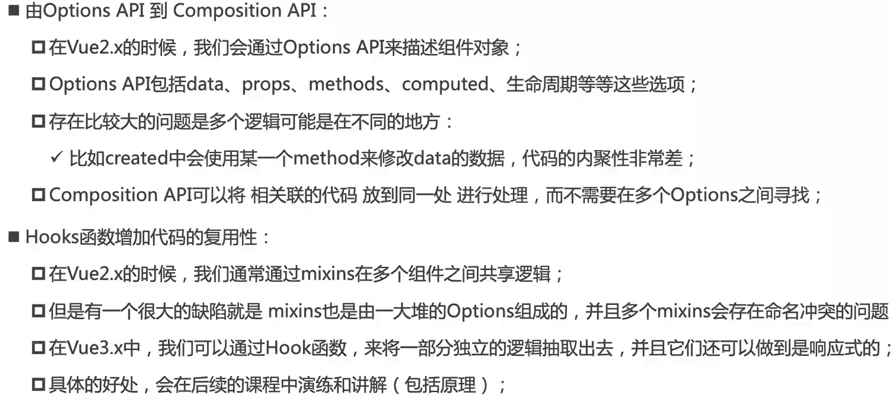 由Options API 到 Composition API：
在Vue2.x的时候，我们会通过Options API来描述组件对象；
Options API包括data、props、methods、computed、生命周期等等这些选项；
存在比较大的问题是多个逻辑可能是在不同的地方：
✓ 比如created中会使用某一个method来修改data的数据，代码的内聚性非常差；
Composition API可以将 相关联的代码 放到同一处 进行处理，而不需要在多个Options之间寻找；
Hooks函数增加代码的复用性：
在Vue2.x的时候，我们通常通过mixins在多个组件之间共享逻辑；
但是有一个很大的缺陷就是 mixins也是由一大堆的Options组成的，并且多个mixins会存在命名冲突的问题
在Vue3.x中，我们可以通过Hook函数，来将一部分独立的逻辑抽取出去，并且它们还可以做到是响应式的；
具体的好处，会在后续的课程中演练和讲解（包括原理）；